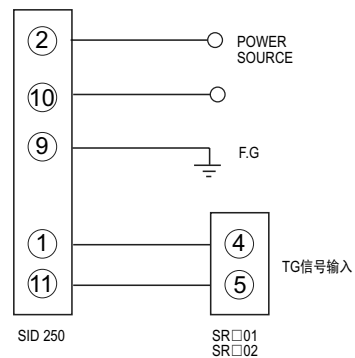 ② POWER
SOURCE
⑩
⑨ F.G
① ④
TG信号输入
⑪ ⑤
SID 250
SR□01
SR□02